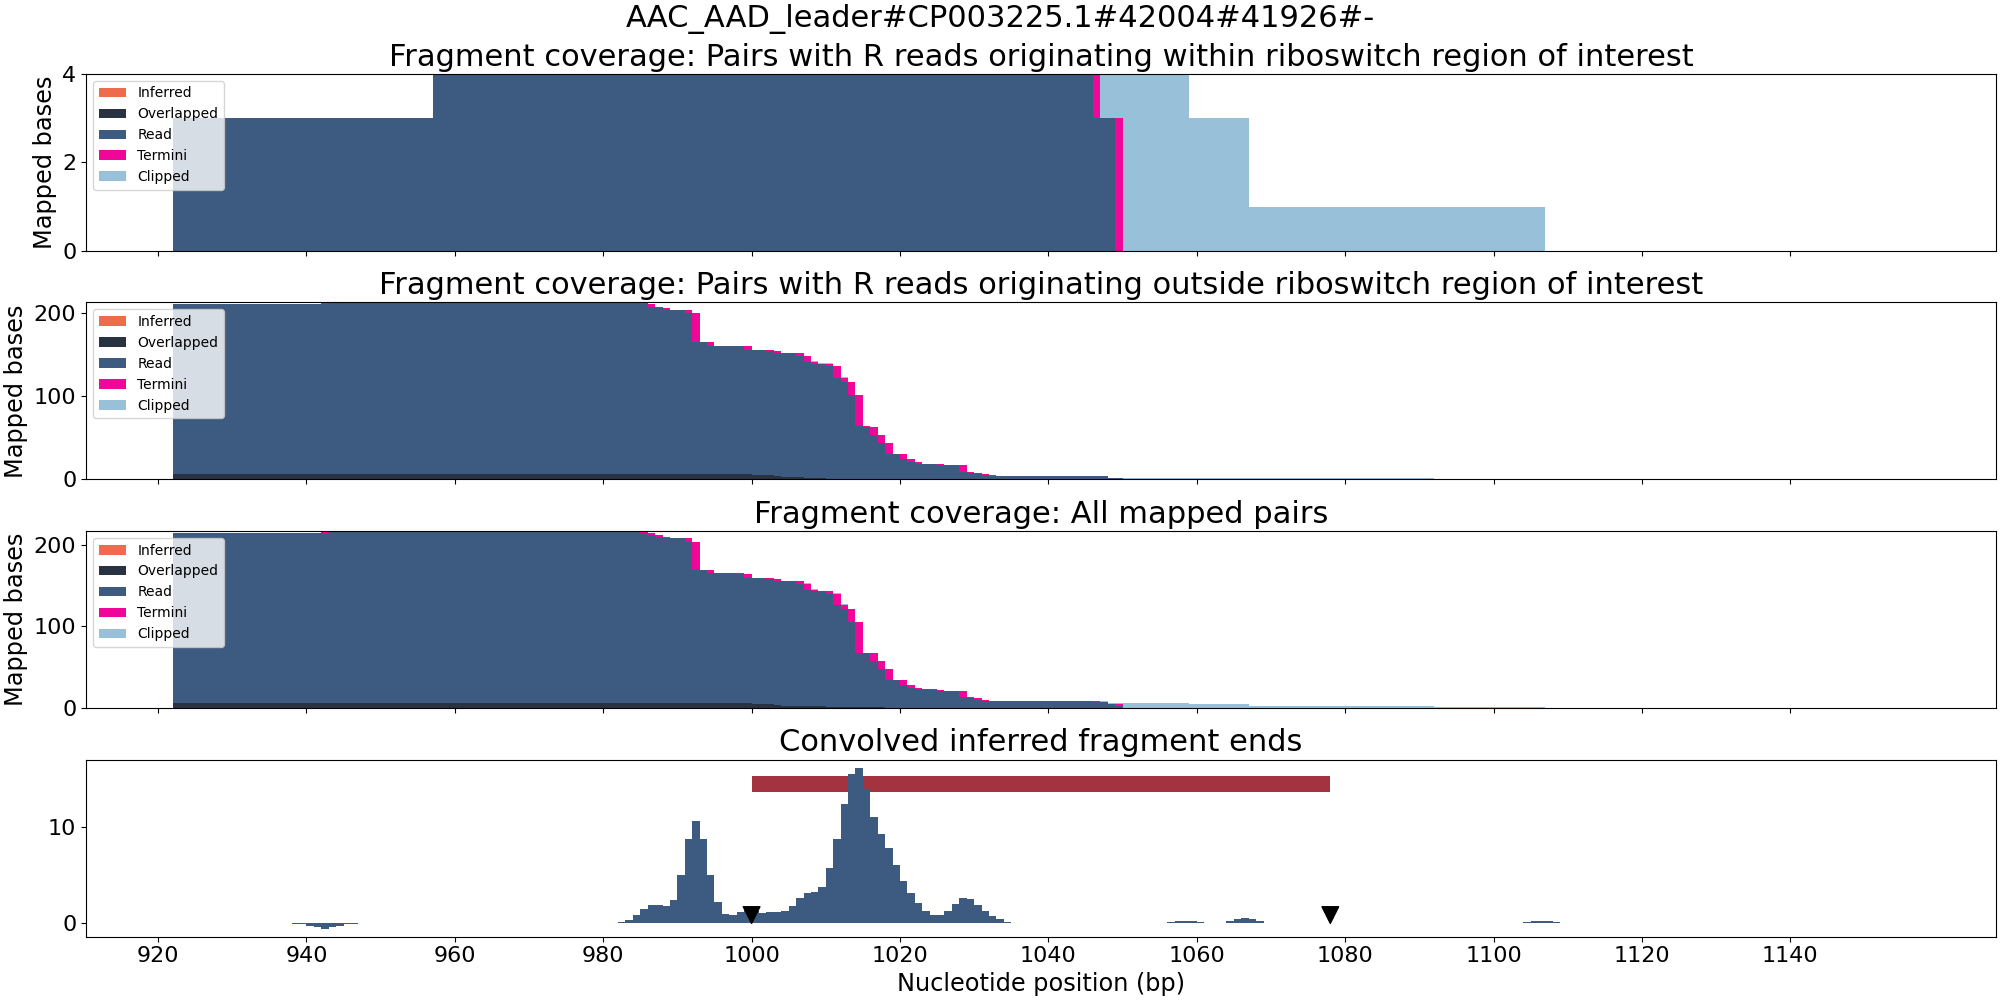 AAC_AAD_leader#CP003225.1#42004#41926#-
Fragment coverage: Pairs with R reads originating within riboswitch region of interest
Mapped bases
4
2
0
Inferred
Overlapped
Read
Termini
Clipped
Fragment coverage: Pairs with R reads originating outside riboswitch region of interest
Mapped bases
200
100
0
Inferred
Overlapped
Read
Termini
Clipped
Fragment coverage: All mapped pairs
Mapped bases
200
100
0
Inferred
Overlapped
Read
Termini
Clipped
Convolved inferred fragment ends
10
0
920 940 960 980 1000 1020 1040 1060 1080 1100 1120 1140
Nucleotide position (bp)